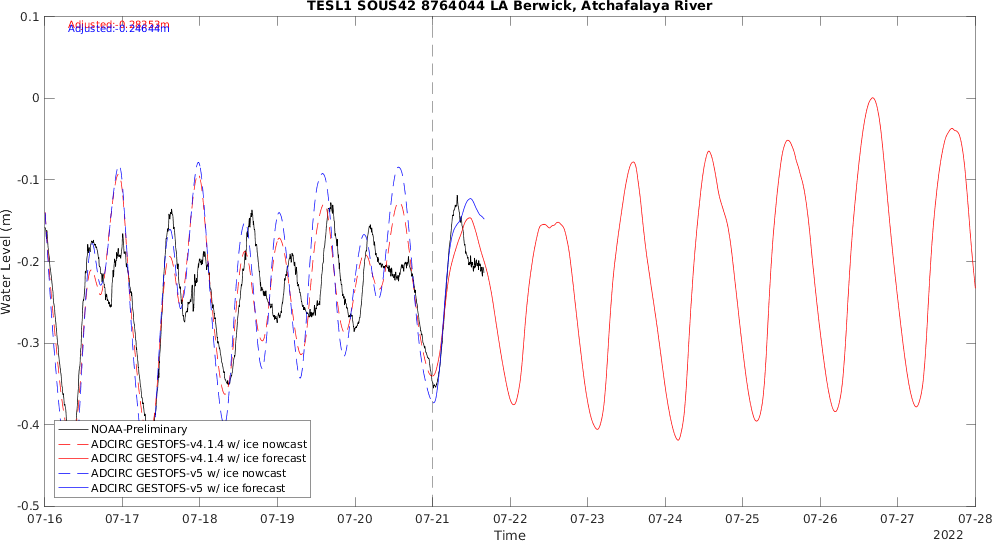 TESL1 SOUS42 8764044 LA Berwick, Atchafalaya River
Adjusted:-0.24644m
Water Level (m)
0.1
0
-0.1
-0.2
-0.3
-0.4
-0.5
NOAA-Preliminary
ADCIRC GESTOFS-v4.1.4 w/ ice nowcast
ADCIRC GESTOFS-v4.1.4 w/ ice forecast
ADCIRC GESTOFS-v5 w/ ice nowcast
ADCIRC GESTOFS-v5 w/ ice forecast
07-16 07-17 07-18 07-19 07-20 07-21 07-22 07-23 07-24 07-25 07-26 07-27 07-28
Time
2022